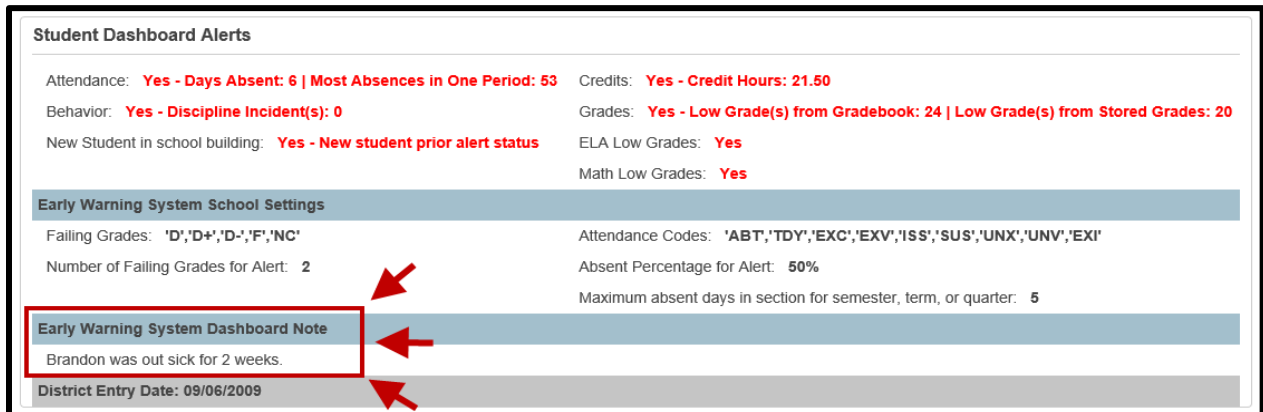 Student Dashboard Alerts
Attendance: Yes - Days Absent: 6 | Most Absences in One Period: 53
Credits: Yes - Credit Hours: 21.50
Behavior: Yes - Discipline Incident(s): 0
Grades: Yes - Low Grade(s) from Gradebook: 24 | Low Grade(s) from Stored Grades: 20
New Student in school building: Yes - New student prior alert status
ELA Low Grades: Yes
Math Low Grades: Yes
Early Warning System School Settings
Failing Grades: 'D','D+','D-','F','NC'
Attendance Codes: 'ABT','TDY','EXC','EXV','ISS','SUS','UNX','UNV','EXI'
Number of Failing Grades for Alert: 2
Absent Percentage for Alert: 50%
Maximum absent days in section for semester, term, or quarter: 5
Early Warning System Dashboard Note
Brandon was out sick for 2 weeks.
District Entry Date: 09/06/2009